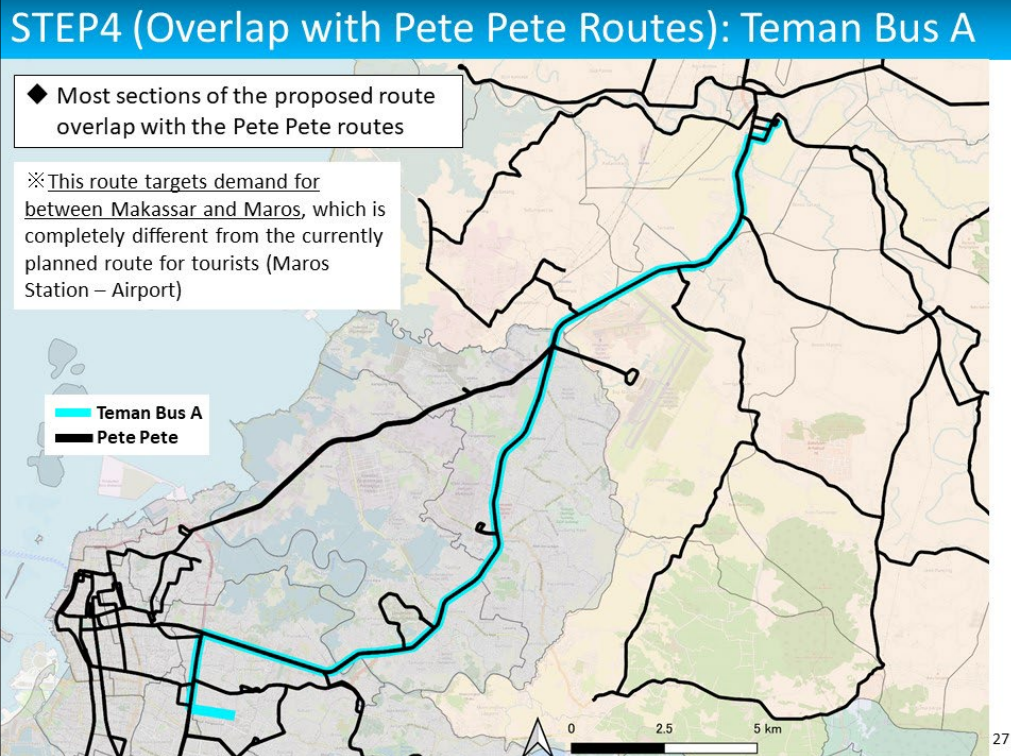 STEP4 (Overlap with Pete Pete Routes): Teman Bus A
◆ Most sections of the proposed route
overlap with the Pete Pete routes
※This route targets demand for
between Makassar and Maros, which is
completely different from the currently
planned route for tourists (Maros
Station – Airport)
Teman Bus A
Pete Pete
0 2.5 5 km
27